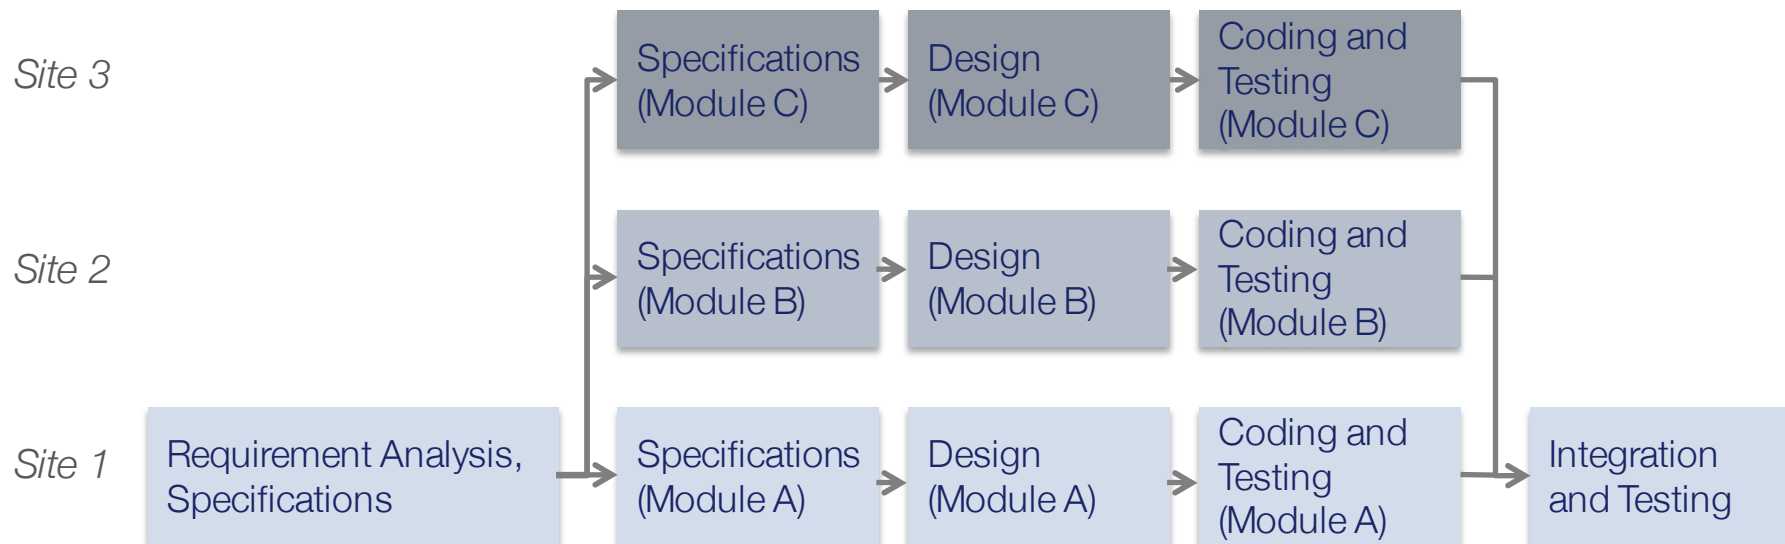 Site 3
Specifications
(Module C)
Design
(Module C)
Coding and
Testing
(Module C)
Site 2
Specifications
(Module B)
Design
(Module B)
Coding and
Testing
(Module B)
Site 1
Requirement Analysis,
Specifications
Specifications
(Module A)
Design
(Module A)
Coding and
Testing
(Module A)
Integration
and Testing